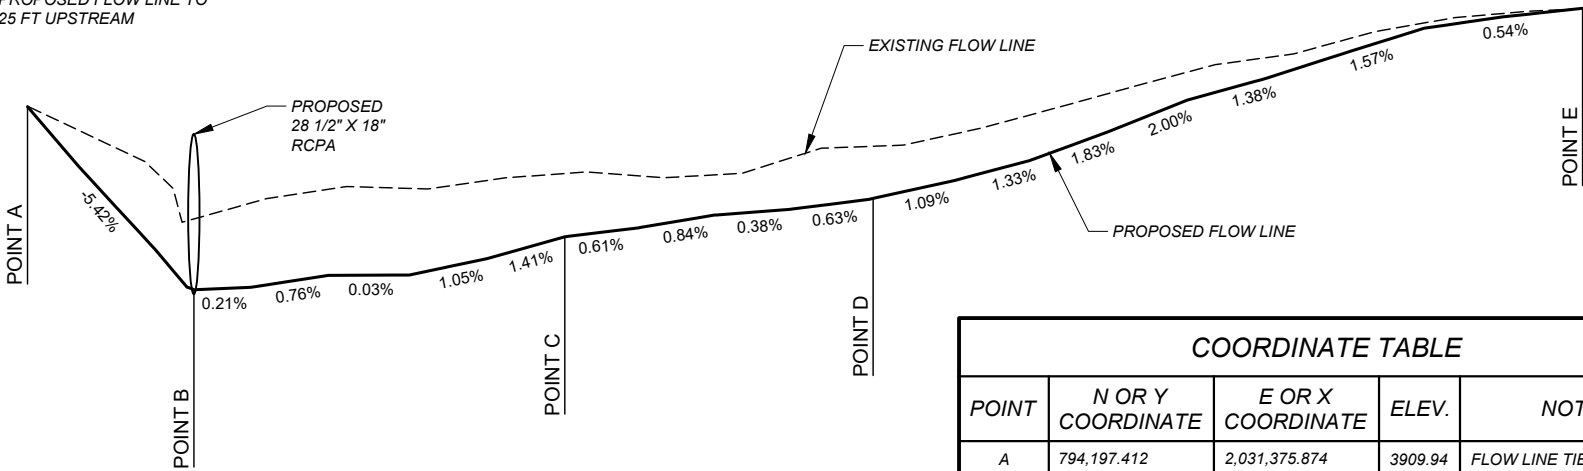 PROPOSED FLOW LINE TO
25 FT UPSTREAM
EXISTING FLOW LINE
PROPOSED
28 1/2" X 18"
RCPA
POINT A
-5.42%
0.21%
0.76%
0.03%
1.05%
1.41%
0.61%
0.84%
0.38%
0.63%
1.09%
1.33%
1.83%
2.00%
1.38%
1.57%
0.54%
PROPOSED FLOW LINE
POINT B
POINT C
POINT D
POINT E
COORDINATE TABLE
POINT N OR Y COORDINATE E OR X COORDINATE ELEV.
A 794,197.412 2,031,375.874 3909.94 FLOW LINE